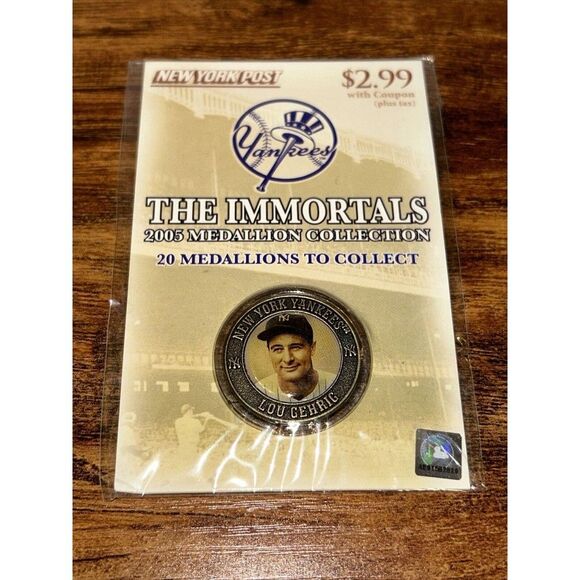 NEW YORK POST
$2.99
with Coupon
(plus tax)
Yankees
THE IMMORTALS
2005 MEDALLION COLLECTION
20 MEDALLIONS TO COLLECT
NEW YORK YANKEES™
LOU GEHRIG